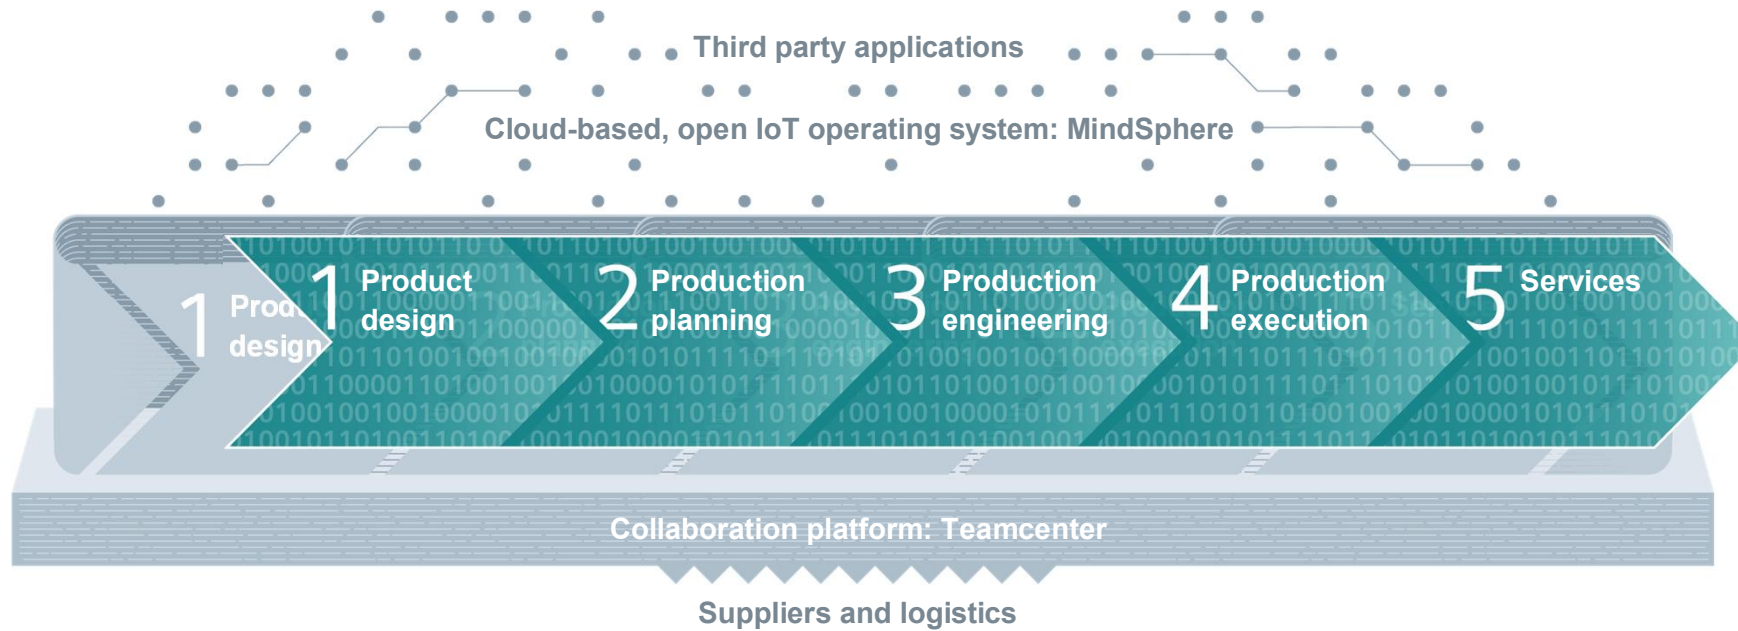 Third party applications
Cloud-based, open IoT operating system: MindSphere
1 Product
design
2 Production
planning
3 Production
engineering
4 Production
execution
5 Services
1
design
Collaboration platform: Teamcenter
Suppliers and logistics